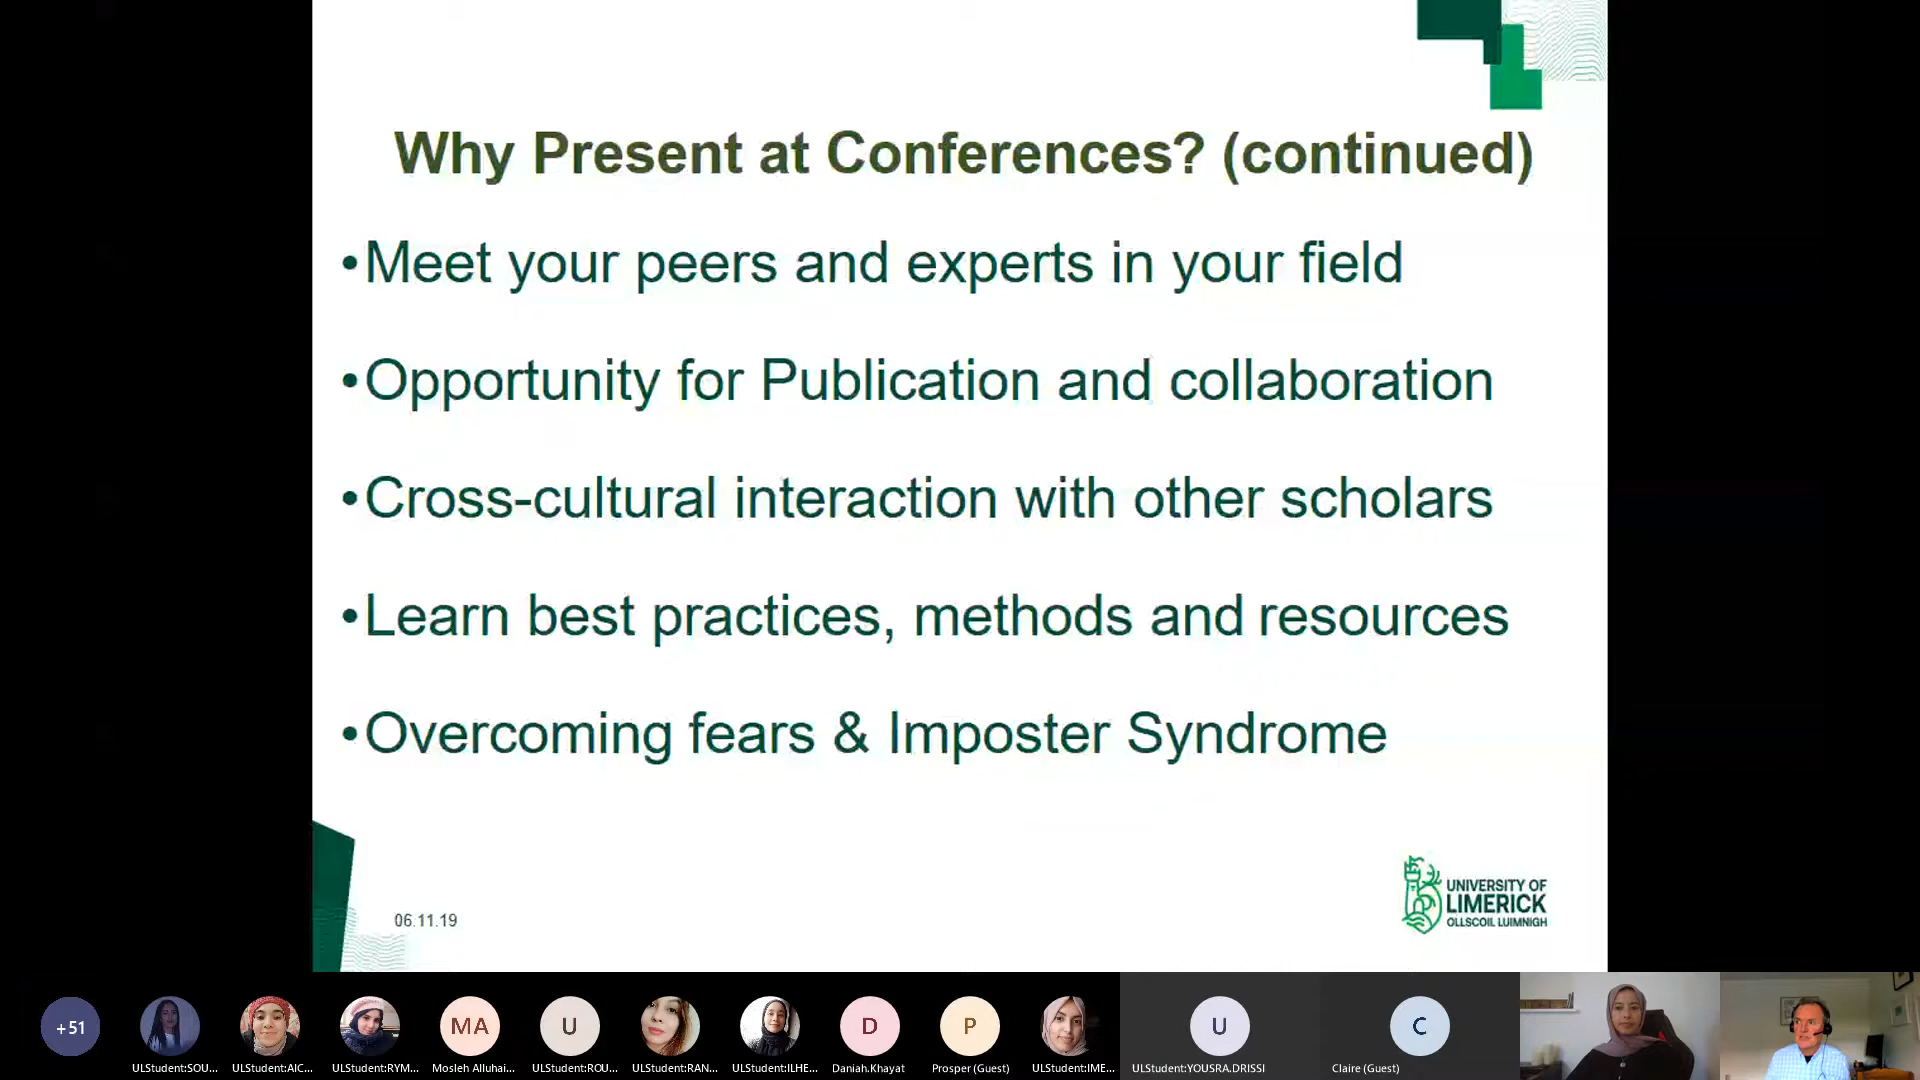 Why Present at Conferences? (continued)
•Meet your peers and experts in your field
•Opportunity for Publication and collaboration
•Cross-cultural interaction with other scholars
•Learn best practices, methods and resources
•Overcoming fears & Imposter Syndrome
06.11.19
UNIVERSITY OF
LIMERICK
OLLSCOIL LUIMNIGH
+51
MA
U
D
P
U
C
ULStudent:SOU...
ULStudent:AIC...
ULStudent:RYM...
Mosleh Alluhai...
ULStudent:ROU...
ULStudent:RAN...
ULStudent:ILHE...
Daniah.Khayat
Prosper (Guest)
ULStudent:IME...
ULStudent:YOUSRA.DRISSI
Claire (Guest)